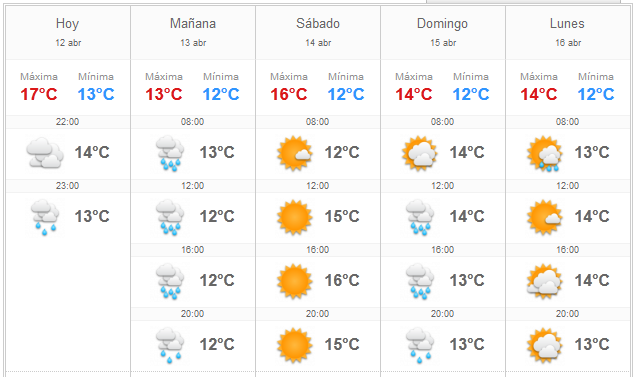 Hoy Mañana Sábado Domingo Lunes
12 abr 13 abr 14 abr 15 abr 16 abr
Máxima Mínima Máxima Mínima Máxima Mínima Máxima Mínima Máxima Mínima
17°C 13°C 13°C 12°C 16°C 12°C 14°C 12°C 14°C 12°C
22:00 08:00 08:00 08:00 08:00
14°C 13°C 12°C 14°C 13°C
23:00 12:00 12:00 12:00 12:00
13°C 12°C 15°C 14°C 14°C
16:00 16:00 16:00 16:00
12°C 16°C 13°C 14°C
20:00 20:00 20:00 20:00
12°C 15°C 13°C 13°C